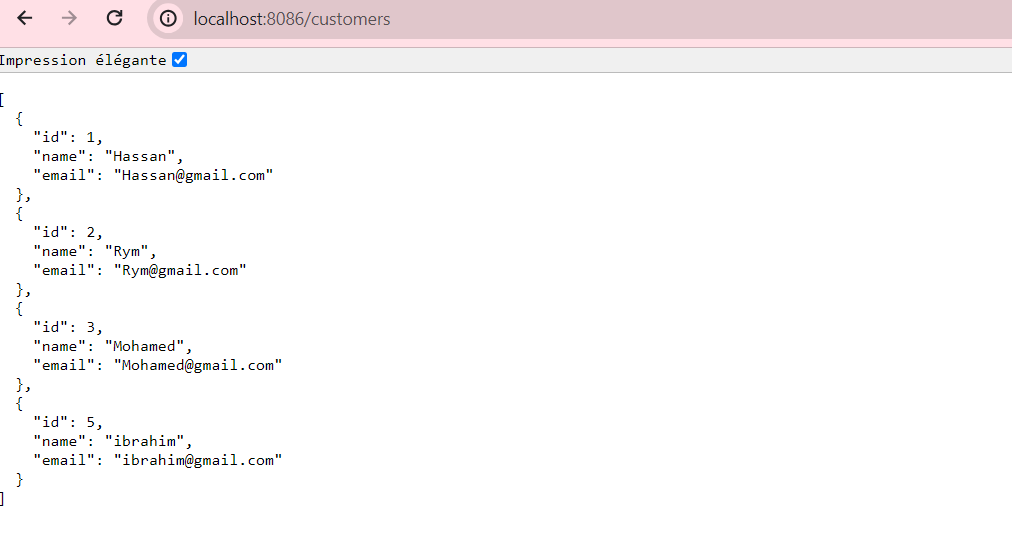 localhost:8086/customers
Impression élégante
[
  {
    "id": 1,
    "name": "Hassan",
    "email": "Hassan@gmail.com"
  },
  {
    "id": 2,
    "name": "Rym",
    "email": "Rym@gmail.com"
  },
  {
    "id": 3,
    "name": "Mohamed",
    "email": "Mohamed@gmail.com"
  },
  {
    "id": 5,
    "name": "ibrahim",
    "email": "ibrahim@gmail.com"
  }
]